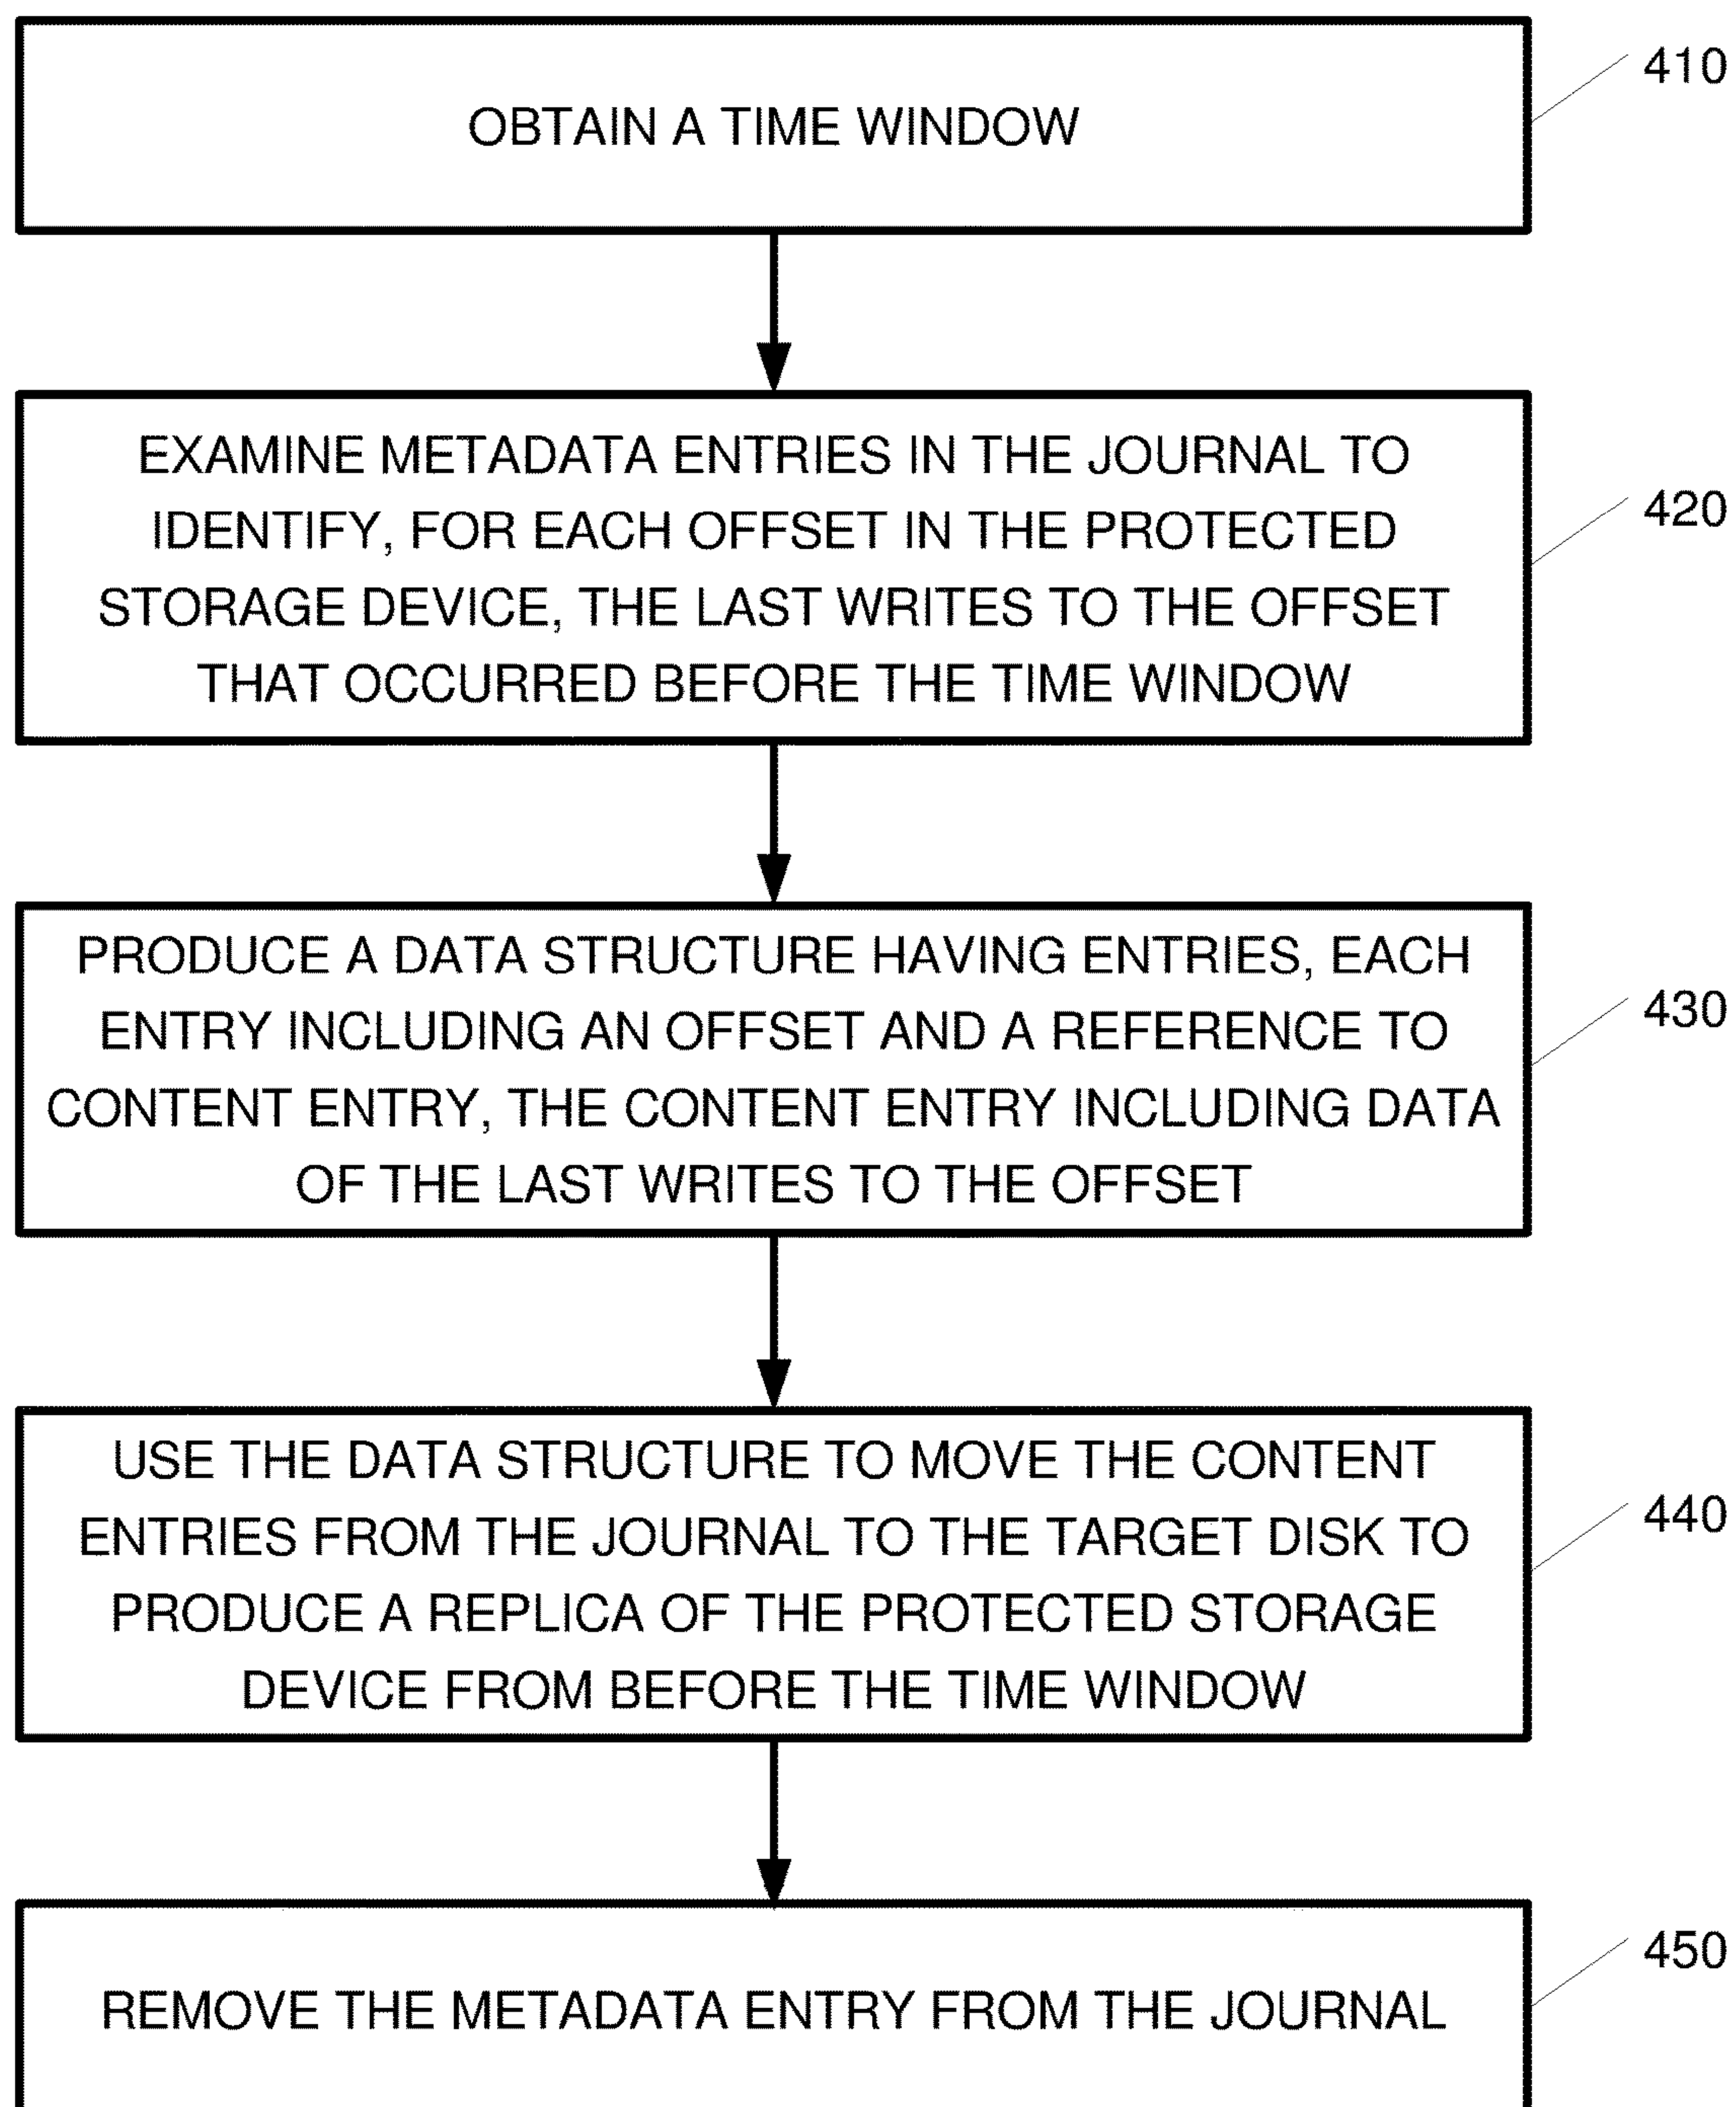 OBTAIN A TIME WINDOW
410
EXAMINE METADATA ENTRIES IN THE JOURNAL TO
IDENTIFY, FOR EACH OFFSET IN THE PROTECTED
STORAGE DEVICE, THE LAST WRITES TO THE OFFSET
THAT OCCURRED BEFORE THE TIME WINDOW
420
PRODUCE A DATA STRUCTURE HAVING ENTRIES, EACH
ENTRY INCLUDING AN OFFSET AND A REFERENCE TO
CONTENT ENTRY, THE CONTENT ENTRY INCLUDING DATA
OF THE LAST WRITES TO THE OFFSET
430
USE THE DATA STRUCTURE TO MOVE THE CONTENT
ENTRIES FROM THE JOURNAL TO THE TARGET DISK TO
PRODUCE A REPLICA OF THE PROTECTED STORAGE
DEVICE FROM BEFORE THE TIME WINDOW
440
REMOVE THE METADATA ENTRY FROM THE JOURNAL
450